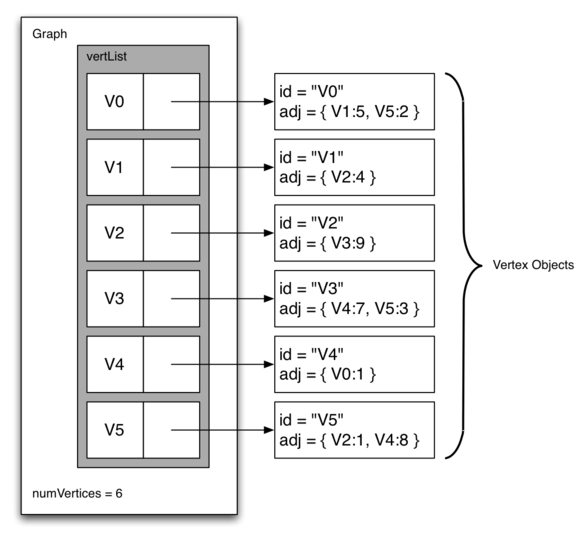 Graph
vertList
V0
id = "V0"
adj = { V1:5, V5:2 }
V1
id = "V1"
adj = { V2:4 }
V2
id = "V2"
adj = { V3:9 }
V3
id = "V3"
adj = { V4:7, V5:3 }
V4
id = "V4"
adj = { V0:1 }
V5
id = "V5"
adj = { V2:1, V4:8 }
Vertex Objects
numVertices = 6